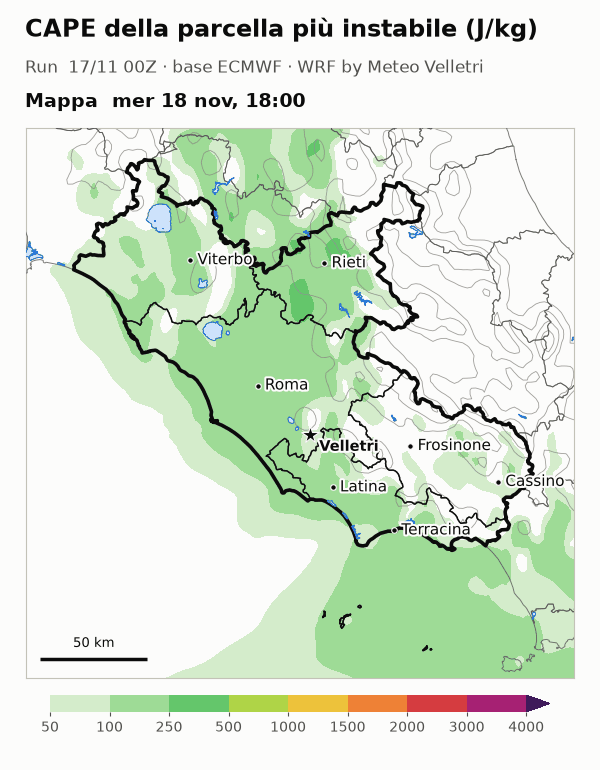 CAPE della parcella più instabile (J/kg)
Run  17/11 00Z · base ECMWF · WRF by Meteo Velletri
Mappa  mer 18 nov, 18:00
Viterbo
Rieti
Roma
Velletri
Frosinone
Cassino
Latina
Terracina
50 km
50 100 250 500 1000 1500 2000 3000 4000